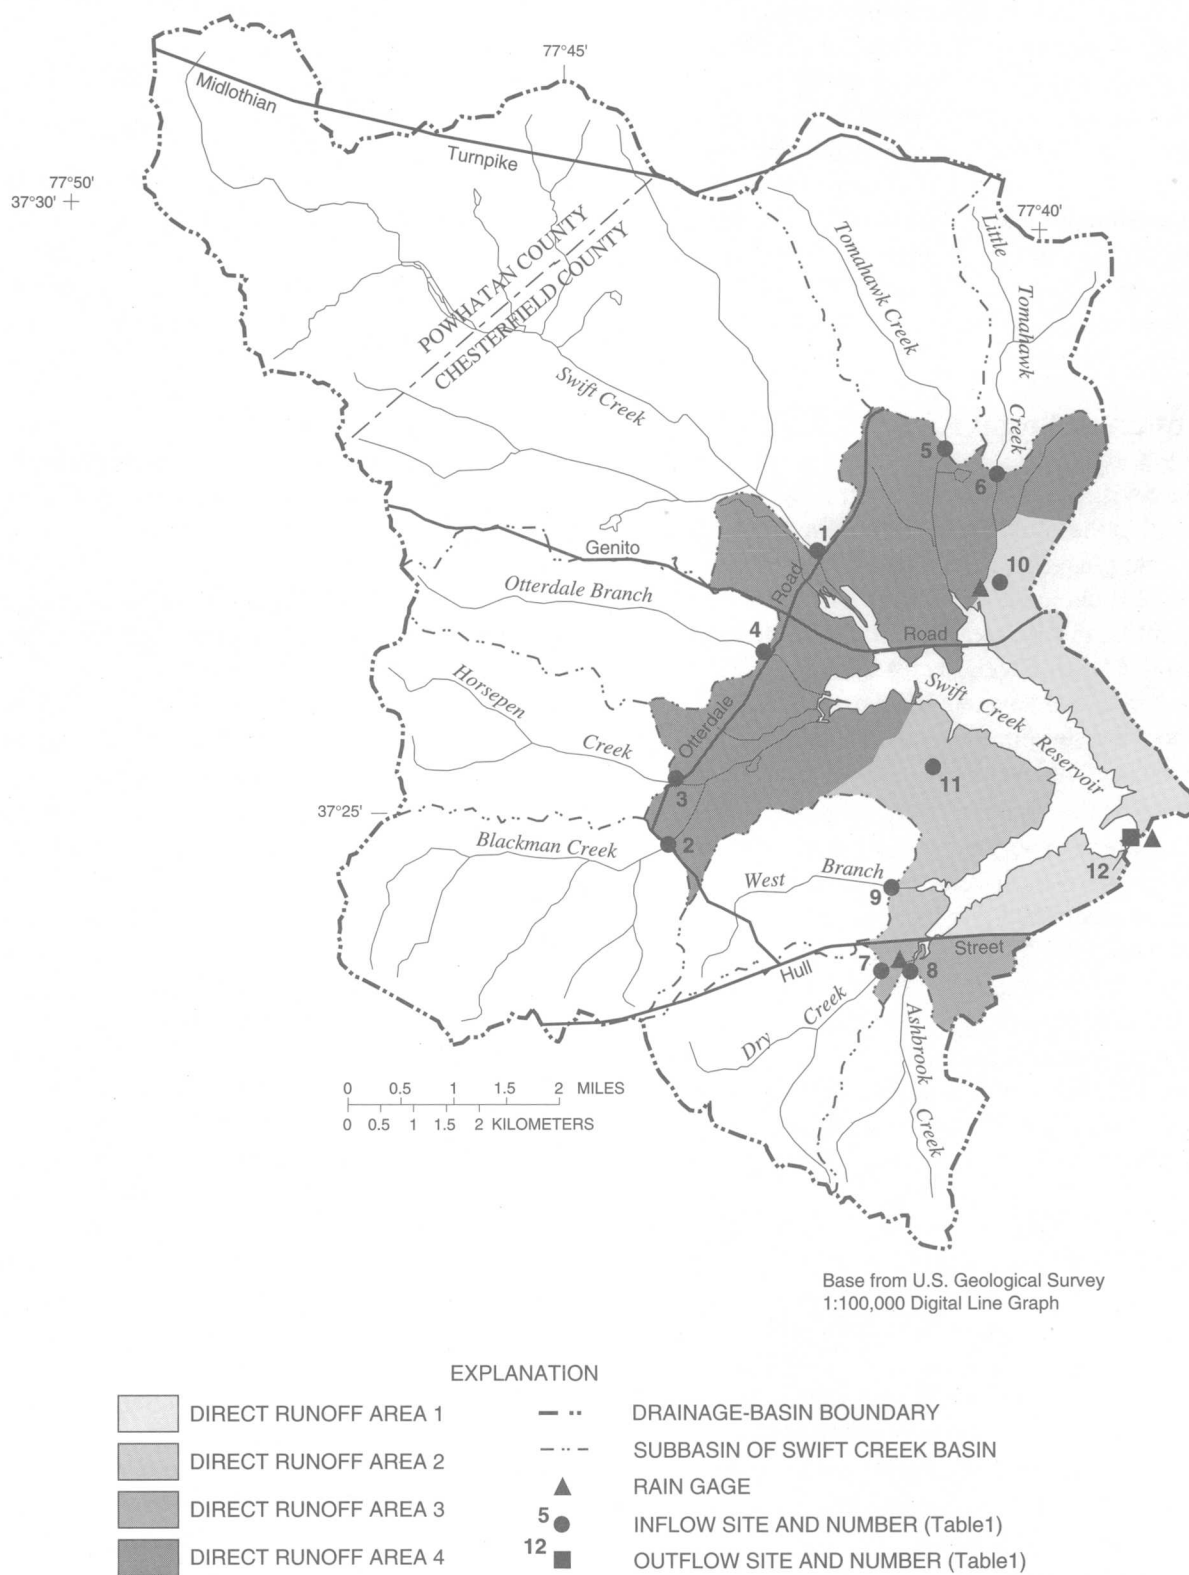 77°45'
Midlothian
Turnpike
77°50'
37°30'
77°40'
POWHATAN COUNTY
CHESTERFIELD COUNTY
Tomahawk Creek
Little Tomahawk Creek
Swift Creek
5
6
1
Genito
Road
10
Otterdale Branch
4
Road
Horsepen Creek
Otterdale
Swift Creek Reservoir
3
11
37°25'
Blackman Creek
2
West Branch
9
12
Hull
Street
7
8
Dry Creek
Ashbrook Creek
0 0.5 1 1.5 2 MILES
0 0.5 1 1.5 2 KILOMETERS
Base from U.S. Geological Survey
1:100,000 Digital Line Graph
EXPLANATION
DIRECT RUNOFF AREA 1
DIRECT RUNOFF AREA 2
DIRECT RUNOFF AREA 3
DIRECT RUNOFF AREA 4
DRAINAGE-BASIN BOUNDARY
SUBBASIN OF SWIFT CREEK BASIN
RAIN GAGE
5 INFLOW SITE AND NUMBER (Table1)
12 OUTFLOW SITE AND NUMBER (Table1)